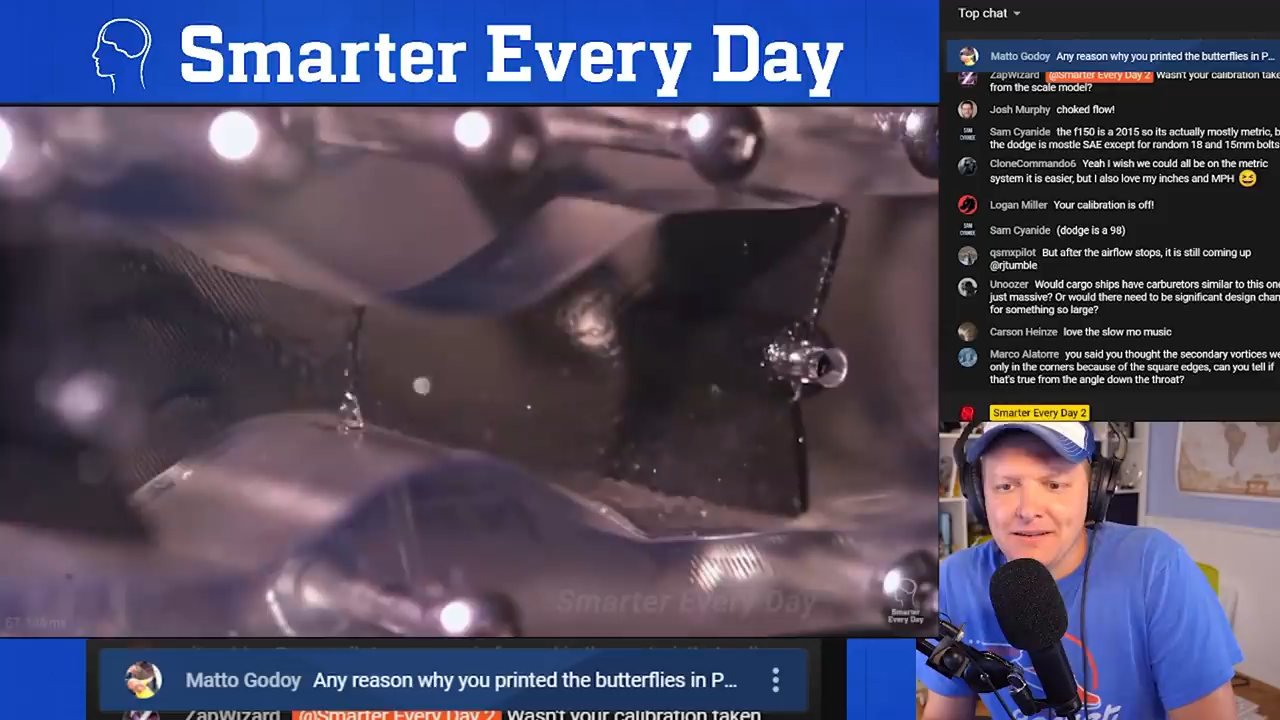 Smarter Every Day
Top chat
Matto Godoy Any reason why you printed the butterflies in P...
ZapWizard @Smarter Every Day 2 Wasn't your calibration take
from the scale model?
Josh Murphy choked flow!
Sam Cyanide the f150 is a 2015 so its actually mostly metric, b
the dodge is mostle SAE except for random 18 and 15mm bolts
CloneCommando6 Yeah I wish we could all be on the metric
system it is easier, but I also love my inches and MPH
Logan Miller Your calibration is off!
Sam Cyanide (dodge is a 98)
qsmxpilot But after the airflow stops, it is still coming up
@rjtumble
Unoozer Would cargo ships have carburetors similar to this one
just massive? Or would there need to be significant design chan
for something so large?
Carson Heinze love the slow mo music
Marco Alatorre you said you thought the secondary vortices we
only in the corners because of the square edges, can you tell if
that's true from the angle down the throat?
Smarter Every Day 2
Smarter Every Day
Smarter
Every Day
Matto Godoy Any reason why you printed the butterflies in P...
ZapWizard @Smarter Every Day 2 Wasn't your calibration taken